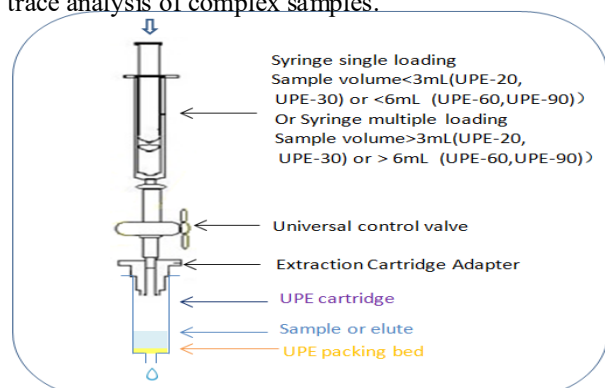 trace analysis of complex samples.
Syringe single loading
Sample volume<3mL(UPE-20,
UPE-30) or <6mL (UPE-60,UPE-90)）
Or Syringe multiple loading
Sample volume>3mL(UPE-20,
UPE-30) or > 6mL (UPE-60,UPE-90)）
Universal control valve
Extraction Cartridge Adapter
UPE cartridge
Sample or elute
UPE packing bed